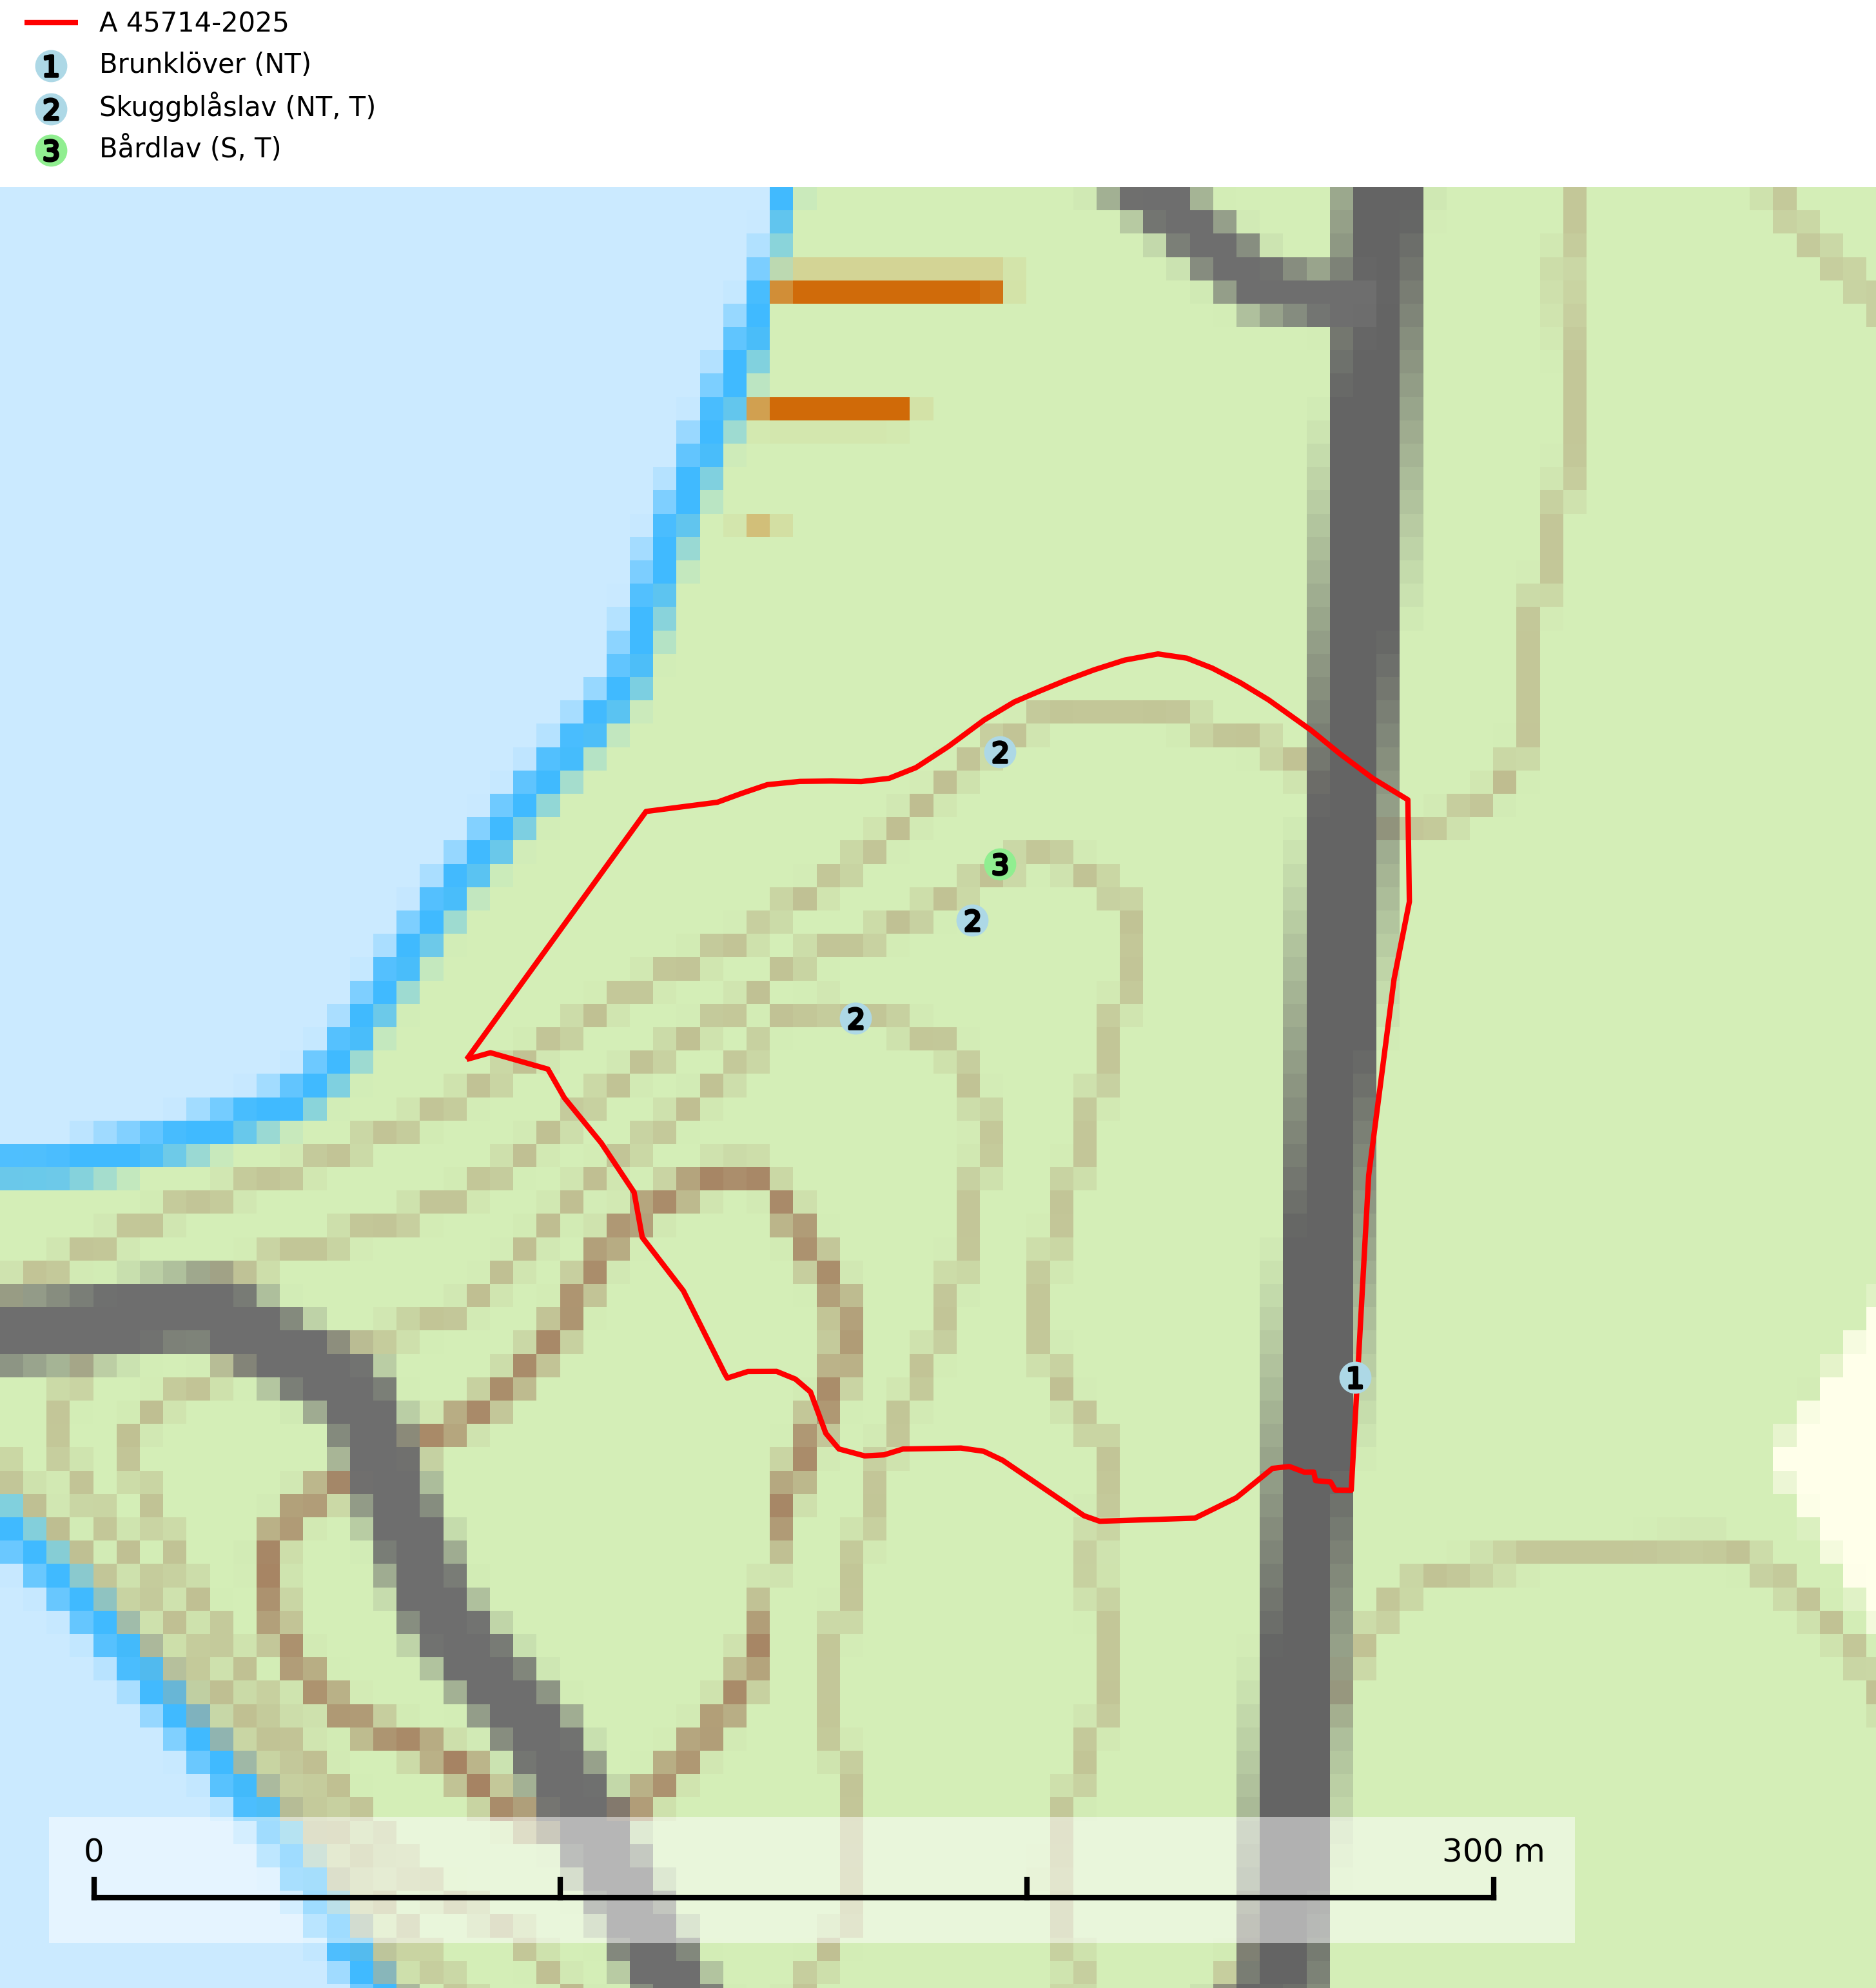 A 45714-2025
1 Brunklöver (NT)
2 Skuggblåslav (NT, T)
3 Bårdlav (S, T)
2
3
2
2
1
0 300 m